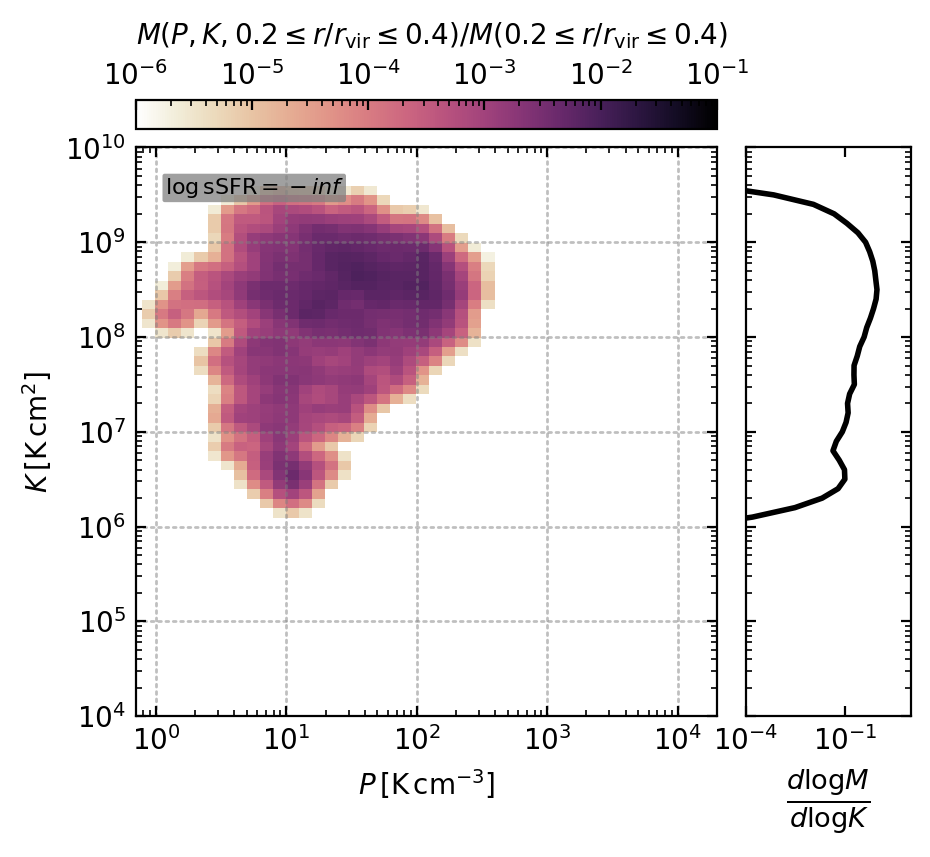 M(P, K, 0.2 ≤ r/r_vir ≤ 0.4)/M(0.2 ≤ r/r_vir ≤ 0.4)
10^−6 10^−5 10^−4 10^−3 10^−2 10^−1
log sSFR = −inf
10^10
10^9
10^8
10^7
10^6
10^5
10^4
K [K cm^2]
10^0 10^1 10^2 10^3 10^4
P [K cm^−3]
10^−4 10^−1
dlogM
dlogK